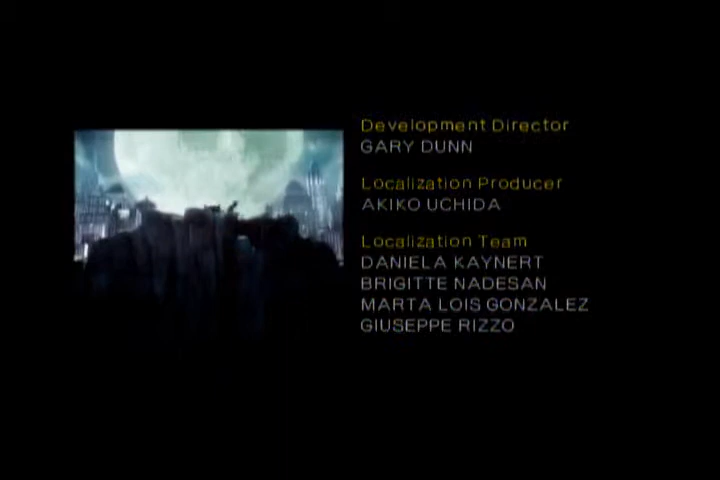 Development Director
GARY DUNN
Localization Producer
AKIKO UCHIDA
Localization Team
DANIELA KAYNERT
BRIGITTE NADESAN
MARTA LOIS GONZALEZ
GIUSEPPE RIZZO